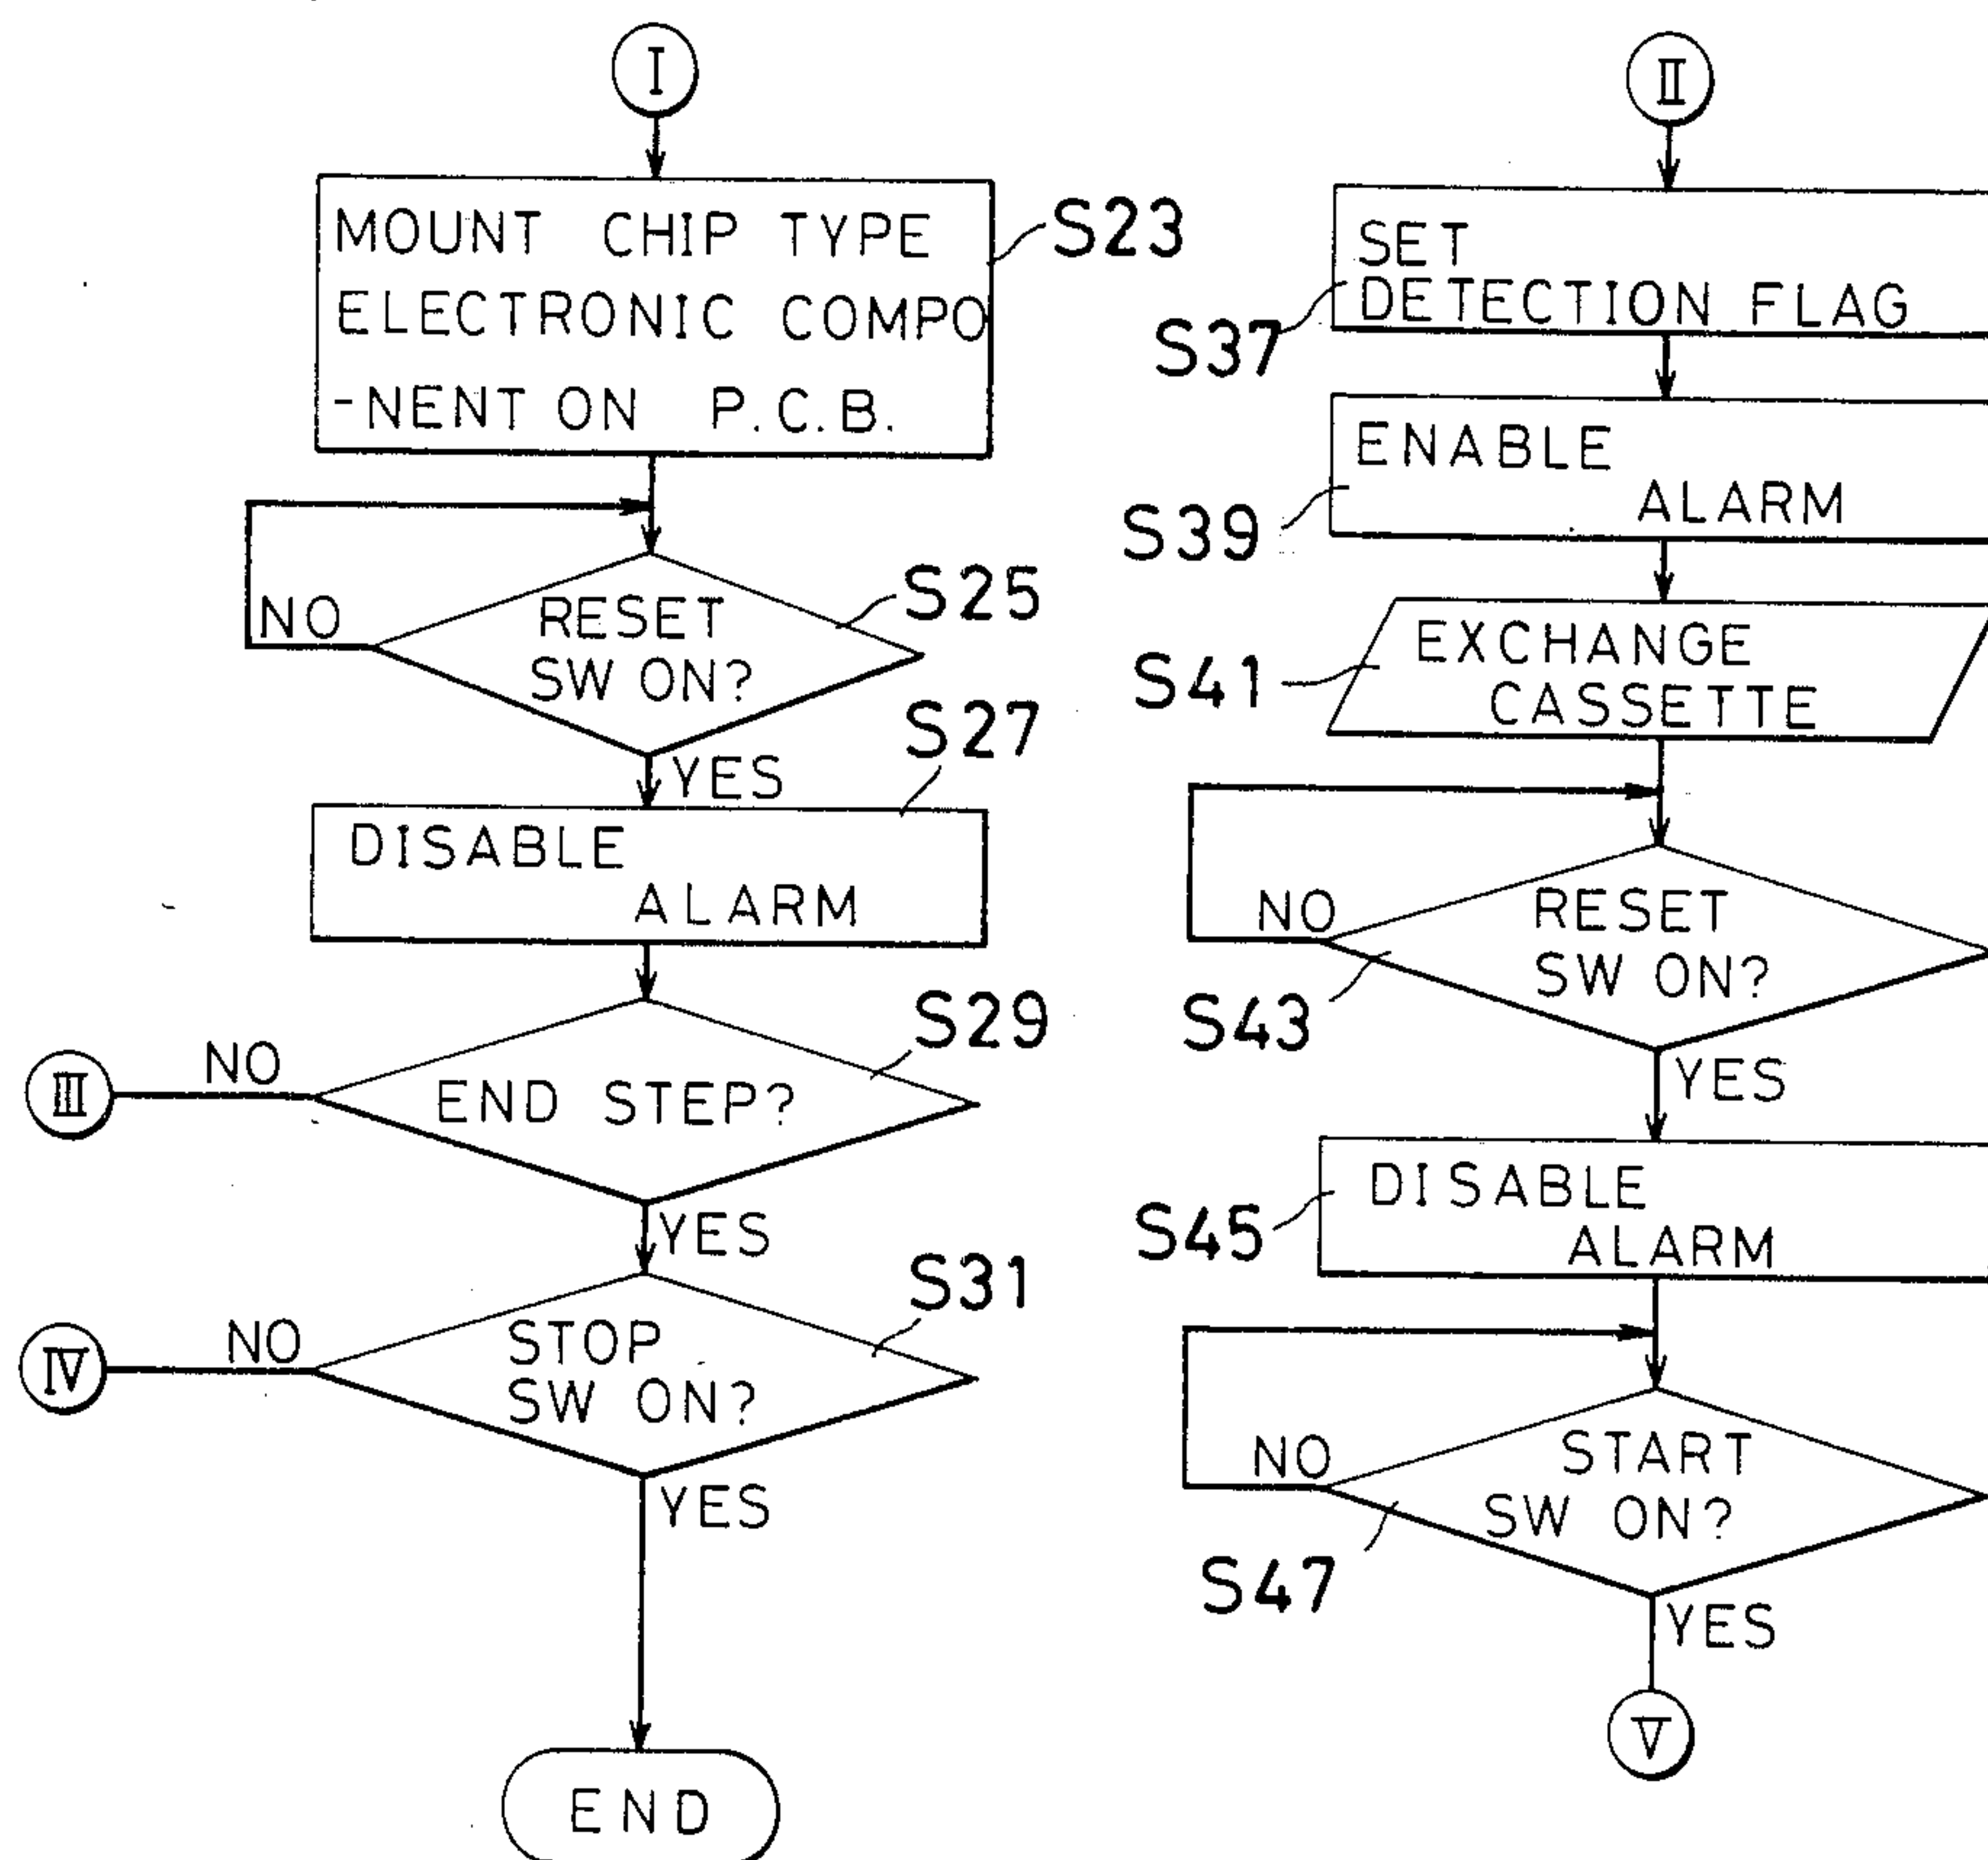 I
MOUNT CHIP TYPE
ELECTRONIC COMPO
-NENT ON P.C.B.
S23
RESET
SW ON?
S25
NO
YES
S27
DISABLE
ALARM
END STEP?
S29
NO
III
YES
STOP
SW ON?
S31
NO
IV
YES
END
II
SET
DETECTION FLAG
S37
ENABLE
ALARM
S39
EXCHANGE
CASSETTE
S41
RESET
SW ON?
NO
S43
YES
DISABLE
ALARM
S45
START
SW ON?
NO
S47
YES
V